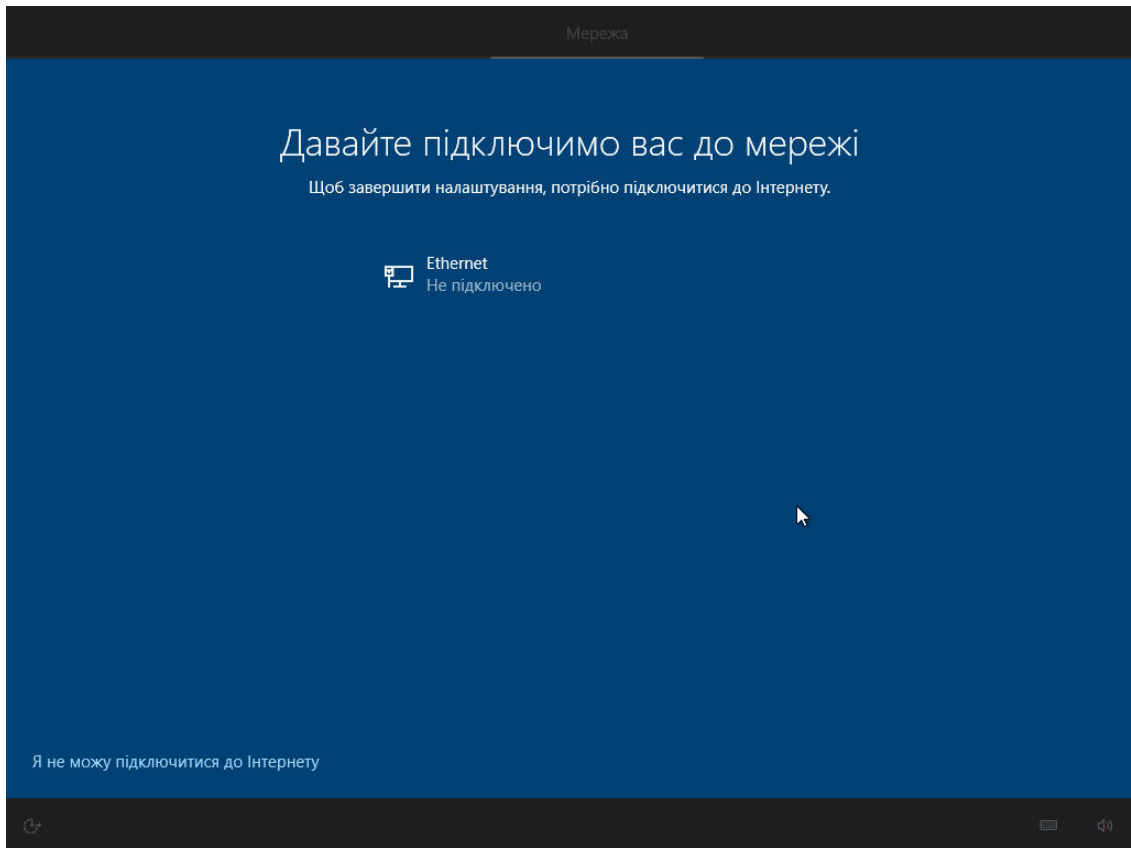 Мережа
Давайте підключимо вас до мережі
Щоб завершити налаштування, потрібно підключитися до Інтернету.
Ethernet
Не підключено
Я не можу підключитися до Інтернету